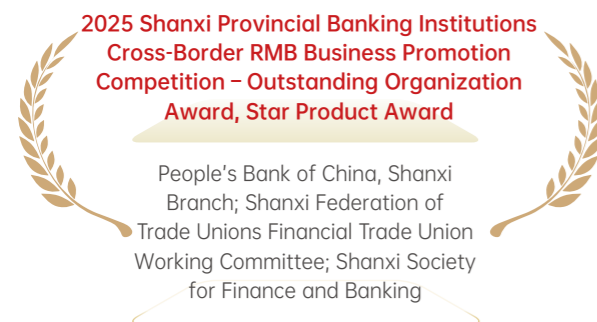 2025 Shanxi Provincial Banking Institutions
Cross-Border RMB Business Promotion
Competition – Outstanding Organization
Award, Star Product Award
People's Bank of China, Shanxi
Branch; Shanxi Federation of
Trade Unions Financial Trade Union
Working Committee; Shanxi Society
for Finance and Banking